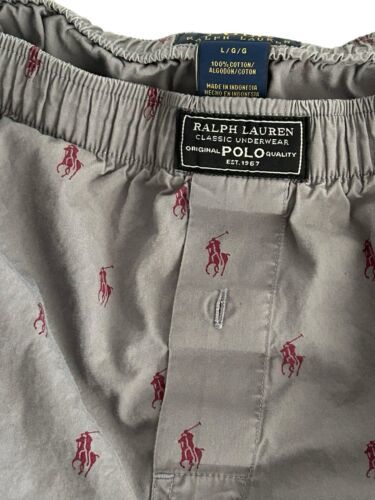 RALPH LAUREN
L/G/G
100% COTTON/
ALGODÓN/COTON
MADE IN INDONESIA
HECHO EN INDONESIA
RALPH LAUREN
CLASSIC UNDERWEAR
ORIGINAL POLO QUALITY
EST. 1967